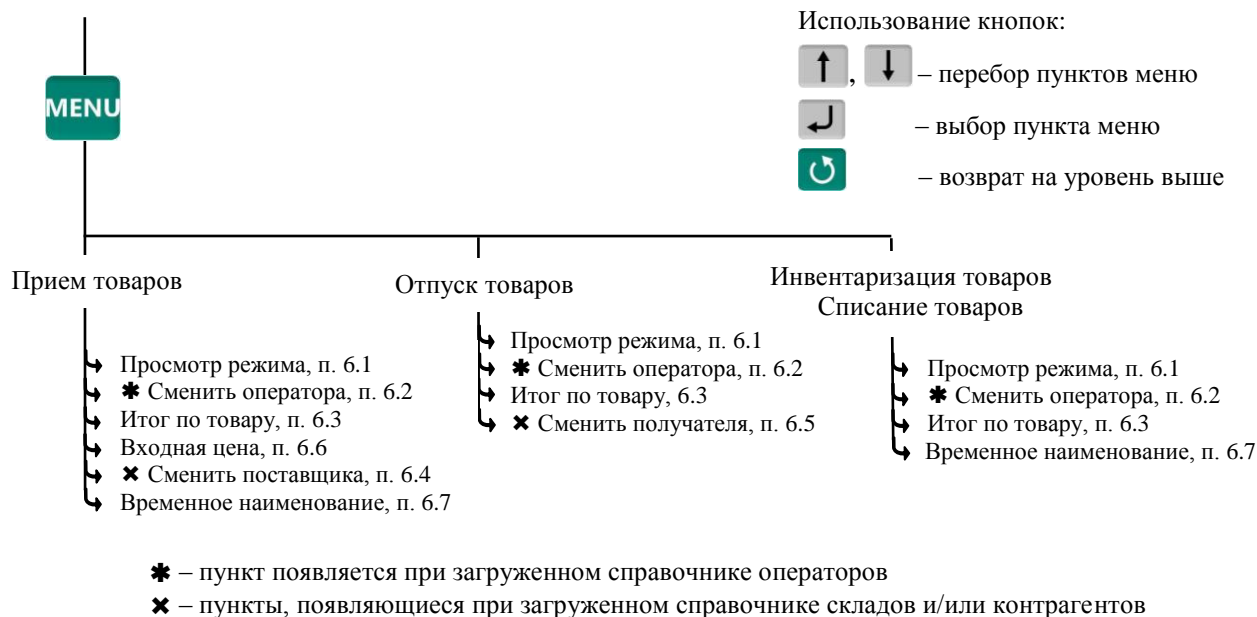 Использование кнопок:
↑, ↓ – перебор пунктов меню
– выбор пункта меню
– возврат на уровень выше
MENU
Прием товаров
Просмотр режима, п. 6.1
✱ Сменить оператора, п. 6.2
Итог по товару, п. 6.3
Входная цена, п. 6.6
✖ Сменить поставщика, п. 6.4
Временное наименование, п. 6.7
Отпуск товаров
Просмотр режима, п. 6.1
✱ Сменить оператора, п. 6.2
Итог по товару, 6.3
✖ Сменить получателя, п. 6.5
Инвентаризация товаров
Списание товаров
Просмотр режима, п. 6.1
✱ Сменить оператора, п. 6.2
Итог по товару, п. 6.3
Временное наименование, п. 6.7
✱ – пункт появляется при загруженном справочнике операторов
✖ – пункты, появляющиеся при загруженном справочнике складов и/или контрагентов